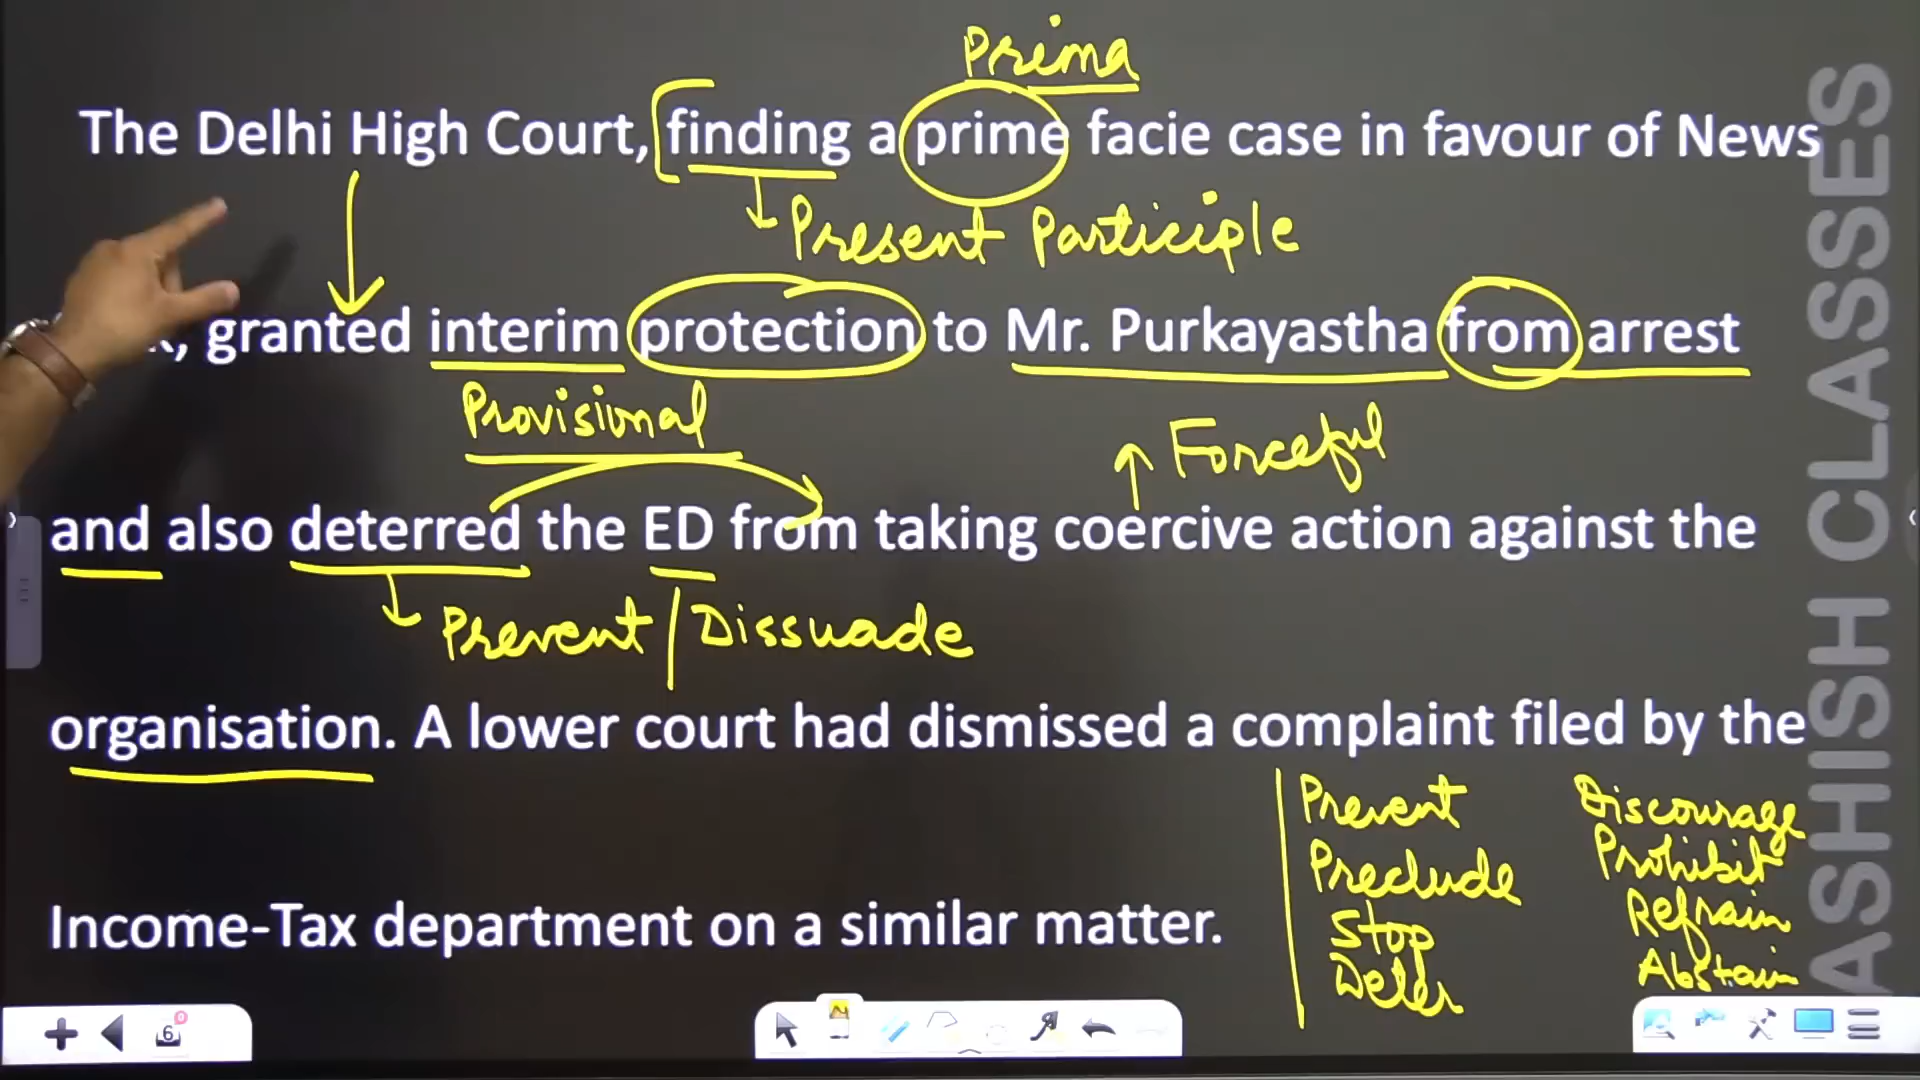 Prima
The Delhi High Court, finding a prime facie case in favour of News
Present Participle
granted interim protection to Mr. Purkayastha from arrest
Provisional
Forceful
and also deterred the ED from taking coercive action against the
Prevent | Dissuade
organisation. A lower court had dismissed a complaint filed by the
Prevent Discourage
Preclude Prohibit
Stop Refrain
Deter Abstain
Income-Tax department on a similar matter.
ASHISH CLASSES
6